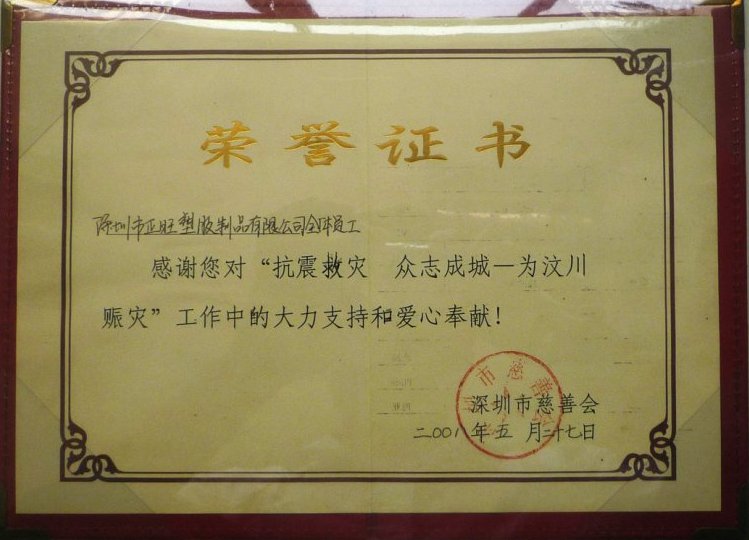 荣誉证书
深圳市正旺塑胶制品有限公司全体员工
感谢您对“抗震救灾 众志成城—为汶川
赈灾”工作中的大力支持和爱心奉献!
市慈善
深圳市慈善会
二00八年五月二十七日